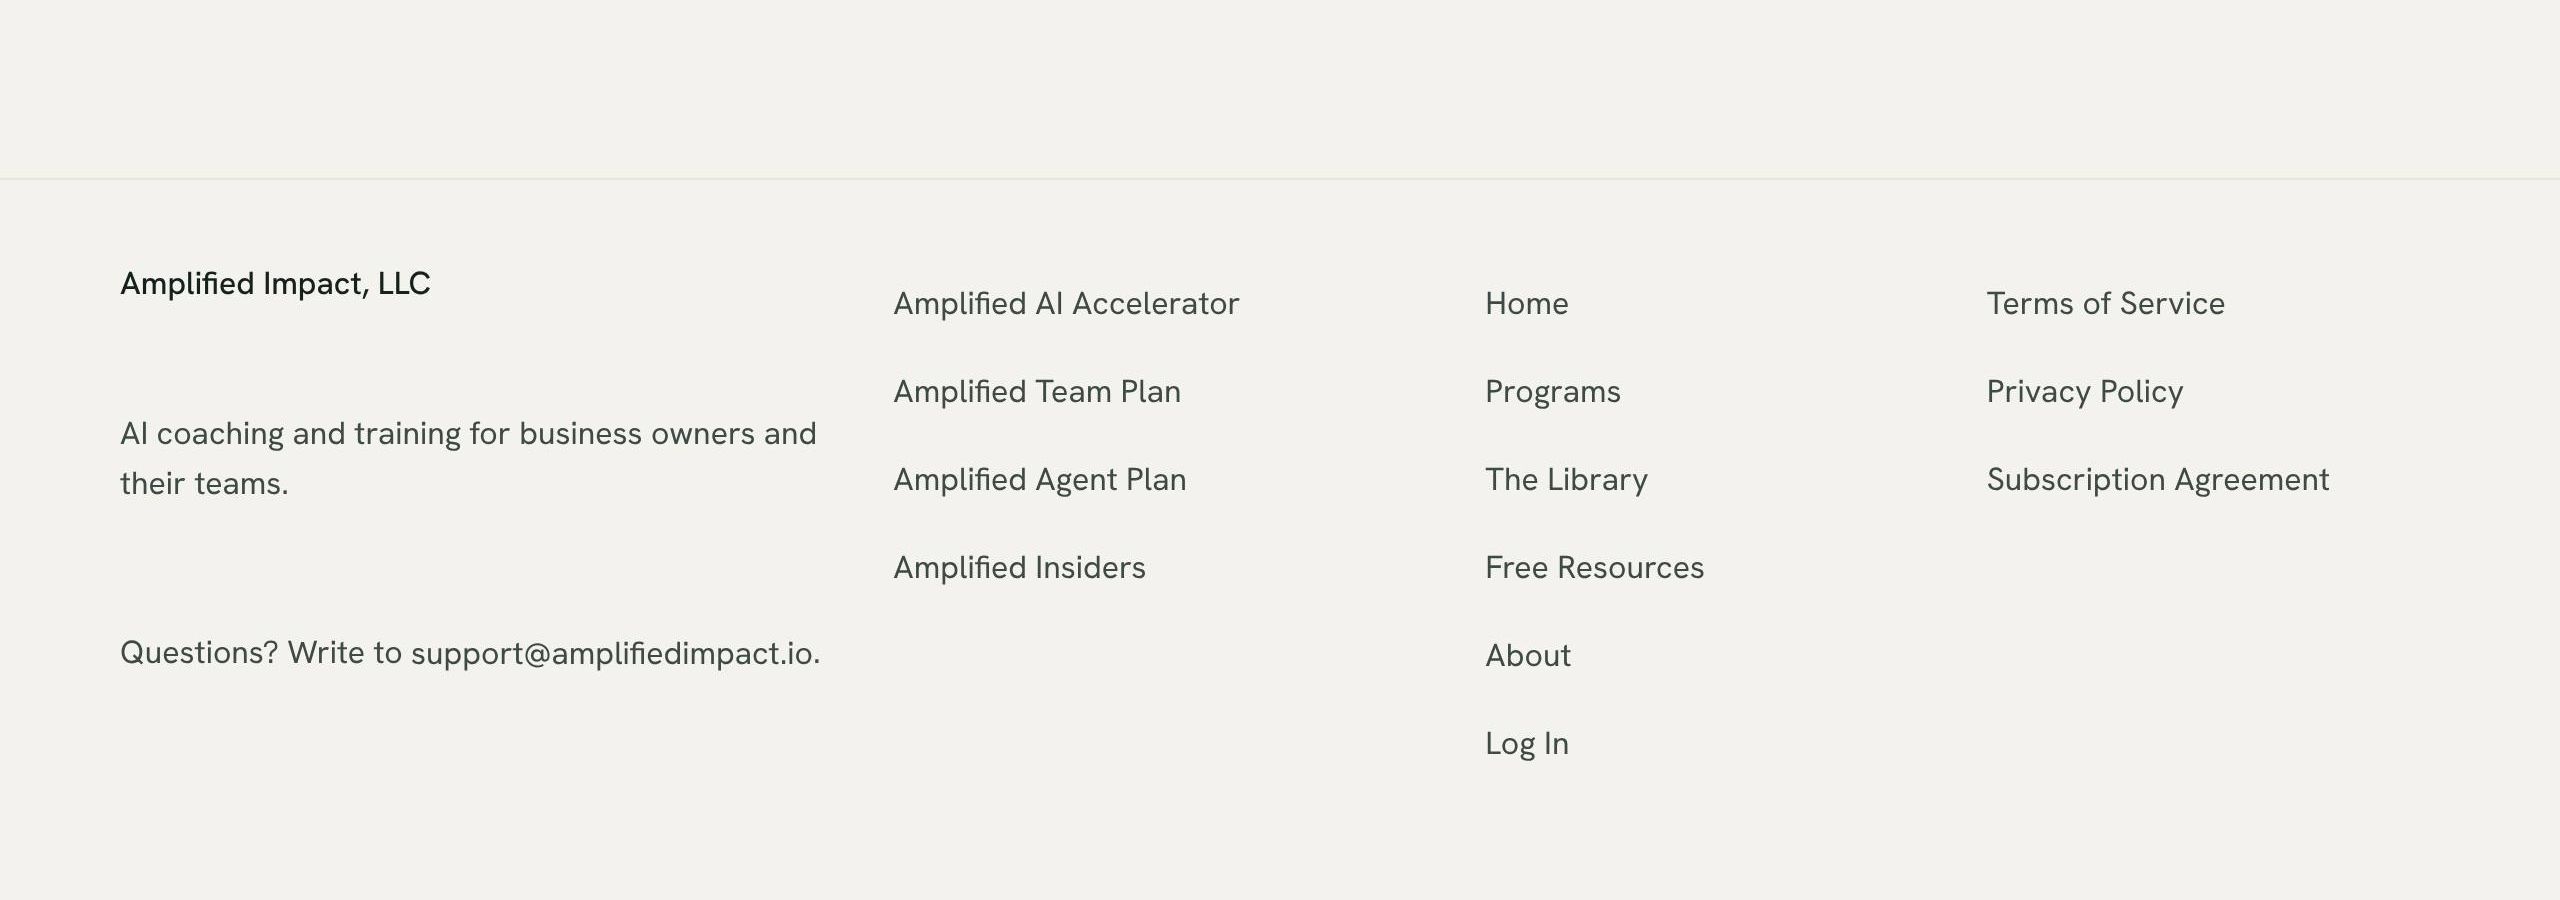 Amplified Impact, LLC
AI coaching and training for business owners and
their teams.
Questions? Write to support@amplifiedimpact.io.
Amplified AI Accelerator
Amplified Team Plan
Amplified Agent Plan
Amplified Insiders
Home
Programs
The Library
Free Resources
About
Log In
Terms of Service
Privacy Policy
Subscription Agreement